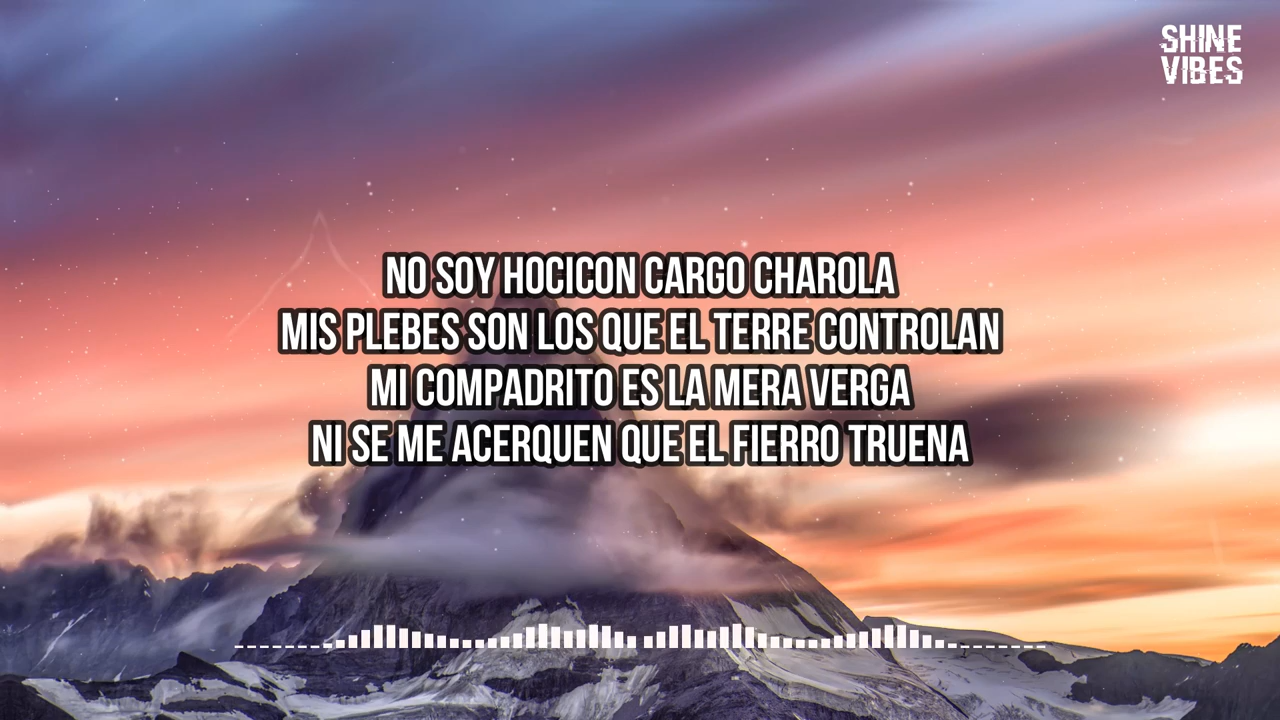 SHINE
VIBES
NO SOY HOCICON CARGO CHAROLA
MIS PLEBES SON LOS QUE EL TERRE CONTROLAN
MI COMPADRITO ES LA MERA VERGA
NI SE ME ACERQUEN QUE EL FIERRO TRUENA